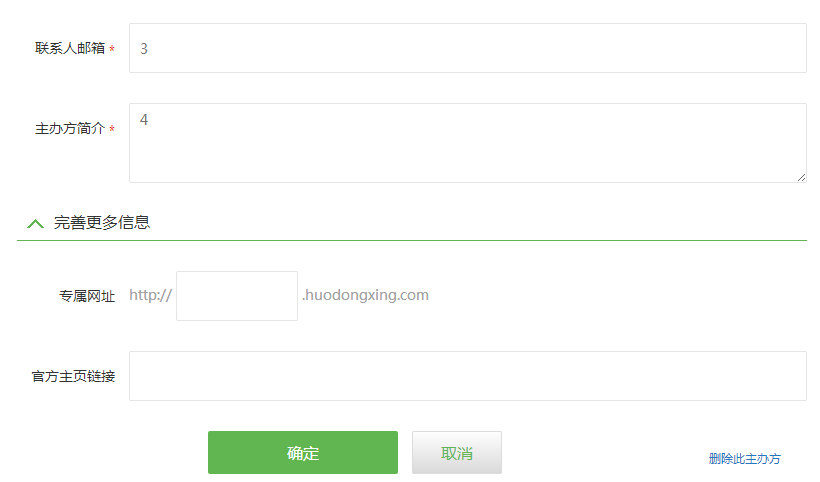 联系人邮箱 * 3
主办方简介 * 4
完善更多信息
专属网址 http:// .huodongxing.com
官方主页链接
确定 取消 删除此主办方